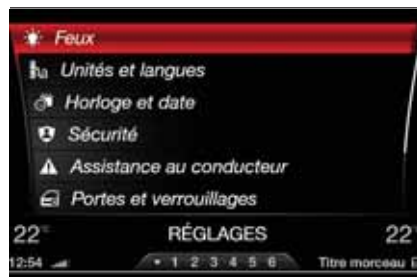 Feux
Unités et langues
Horloge et date
Sécurité
Assistance au conducteur
Portes et verrouillages
22° RÉGLAGES 22°
12:54 • 1 2 3 4 5 6 Titre morceau